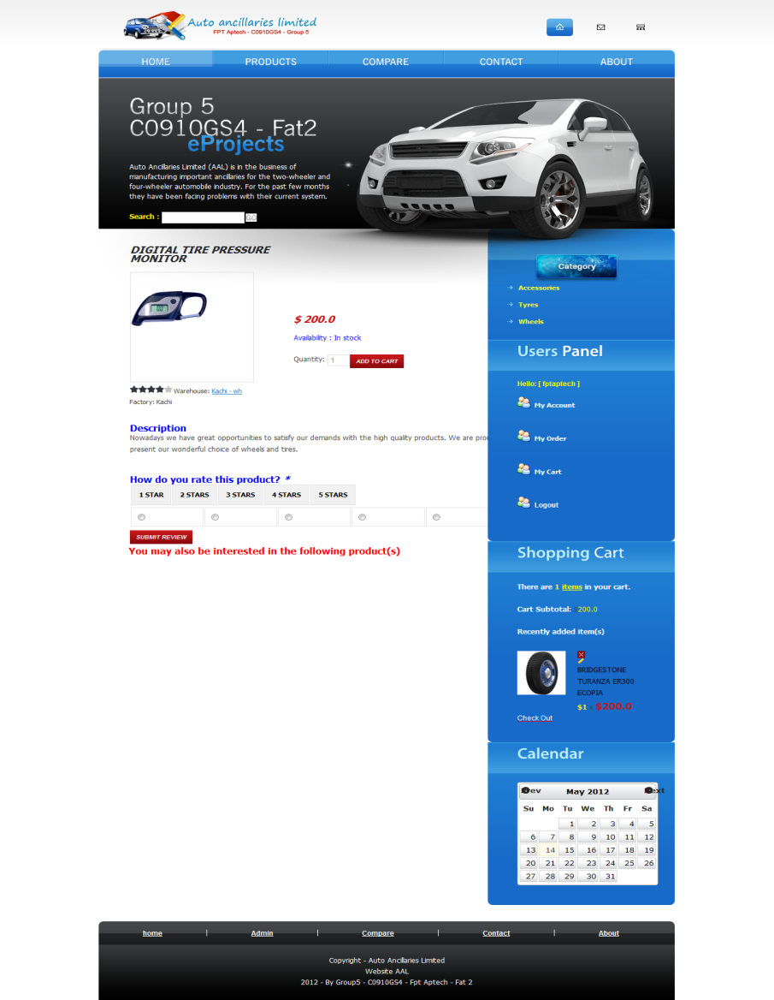 Auto ancillaries limited
FPT Aptech - C0910GS4 - Group 5
HOME
PRODUCTS
COMPARE
CONTACT
ABOUT
Group 5
C0910GS4 - Fat2
eProjects
Auto Ancillaries Limited (AAL) is in the business of
manufacturing important ancillaries for the two-wheeler and
four-wheeler automobile industry. For the past few months
they have been facing problems with their current system.
Search :
GO
DIGITAL TIRE PRESSURE
MONITOR
$ 200.0
Availability : In stock
Quantity: 1 ADD TO CART
Warehouse: Kachi - wh
Factory: Kachi
Description
Nowadays we have great opportunities to satisfy our demands with the high quality products. We are
present our wonderful choice of wheels and tires.
How do you rate this product? *
1 STAR 2 STARS 3 STARS 4 STARS 5 STARS
SUBMIT REVIEW
You may also be interested in the following product(s)
Category
Accessories
Tyres
Wheels
Users Panel
Hello: [ fptaptech ]
My Account
My Order
My Cart
Logout
Shopping Cart
There are 1 items in your cart.
Cart Subtotal: 200.0
Recently added item(s)
BRIDGESTONE
TURANZA ER300
ECOPIA
$1 x $200.0
Check Out
Calendar
May 2012
Su Mo Tu We Th Fr Sa
1 2 3 4 5
6 7 8 9 10 11 12
13 14 15 16 17 18 19
20 21 22 23 24 25 26
27 28 29 30 31
home | Admin | Compare | Contact | About
Copyright - Auto Ancillaries Limited
Website AAL
2012 - By Group5 - C0910GS4 - Fpt Aptech - Fat 2